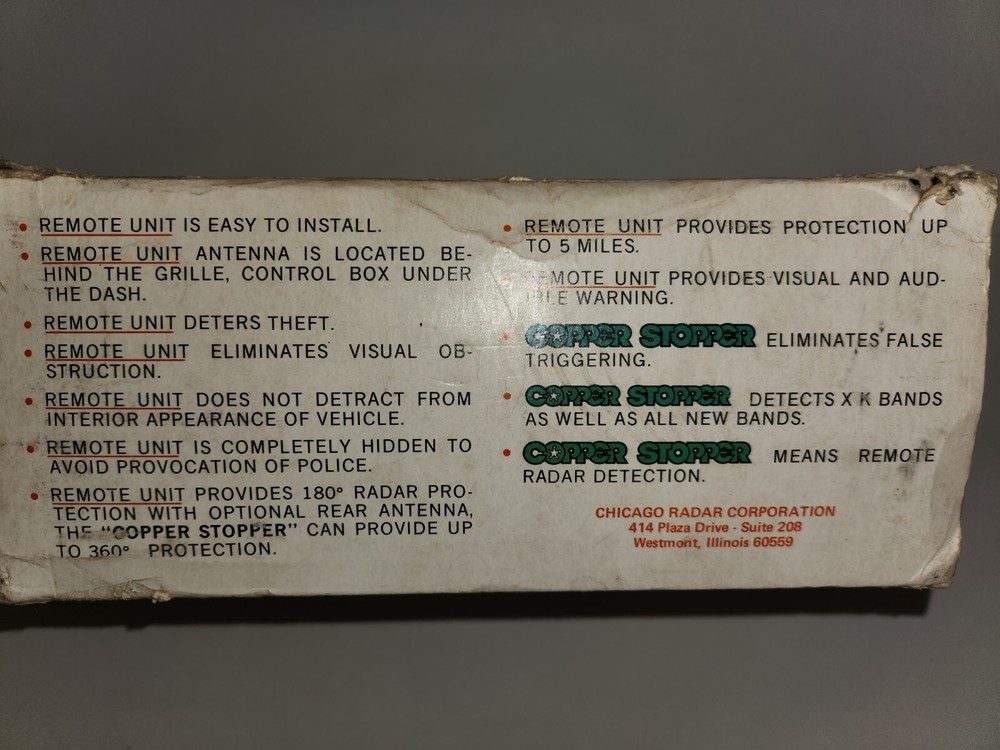 • REMOTE UNIT IS EASY TO INSTALL.
• REMOTE UNIT ANTENNA IS LOCATED BE-
HIND THE GRILLE, CONTROL BOX UNDER
THE DASH.
• REMOTE UNIT DETERS THEFT.
• REMOTE UNIT ELIMINATES VISUAL OB-
STRUCTION.
• REMOTE UNIT DOES NOT DETRACT FROM
INTERIOR APPEARANCE OF VEHICLE.
• REMOTE UNIT IS COMPLETELY HIDDEN TO
AVOID PROVOCATION OF POLICE.
• REMOTE UNIT PROVIDES 180° RADAR PRO-
TECTION WITH OPTIONAL REAR ANTENNA,
THE "COPPER STOPPER" CAN PROVIDE UP
TO 360° PROTECTION.
• REMOTE UNIT PROVIDES PROTECTION UP
TO 5 MILES.
• REMOTE UNIT PROVIDES VISUAL AND AUD-
IBLE WARNING.
• COPPER STOPPER ELIMINATES FALSE
TRIGGERING.
• COPPER STOPPER DETECTS X K BANDS
AS WELL AS ALL NEW BANDS.
• COPPER STOPPER MEANS REMOTE
RADAR DETECTION.
CHICAGO RADAR CORPORATION
414 Plaza Drive - Suite 208
Westmont, Illinois 60559